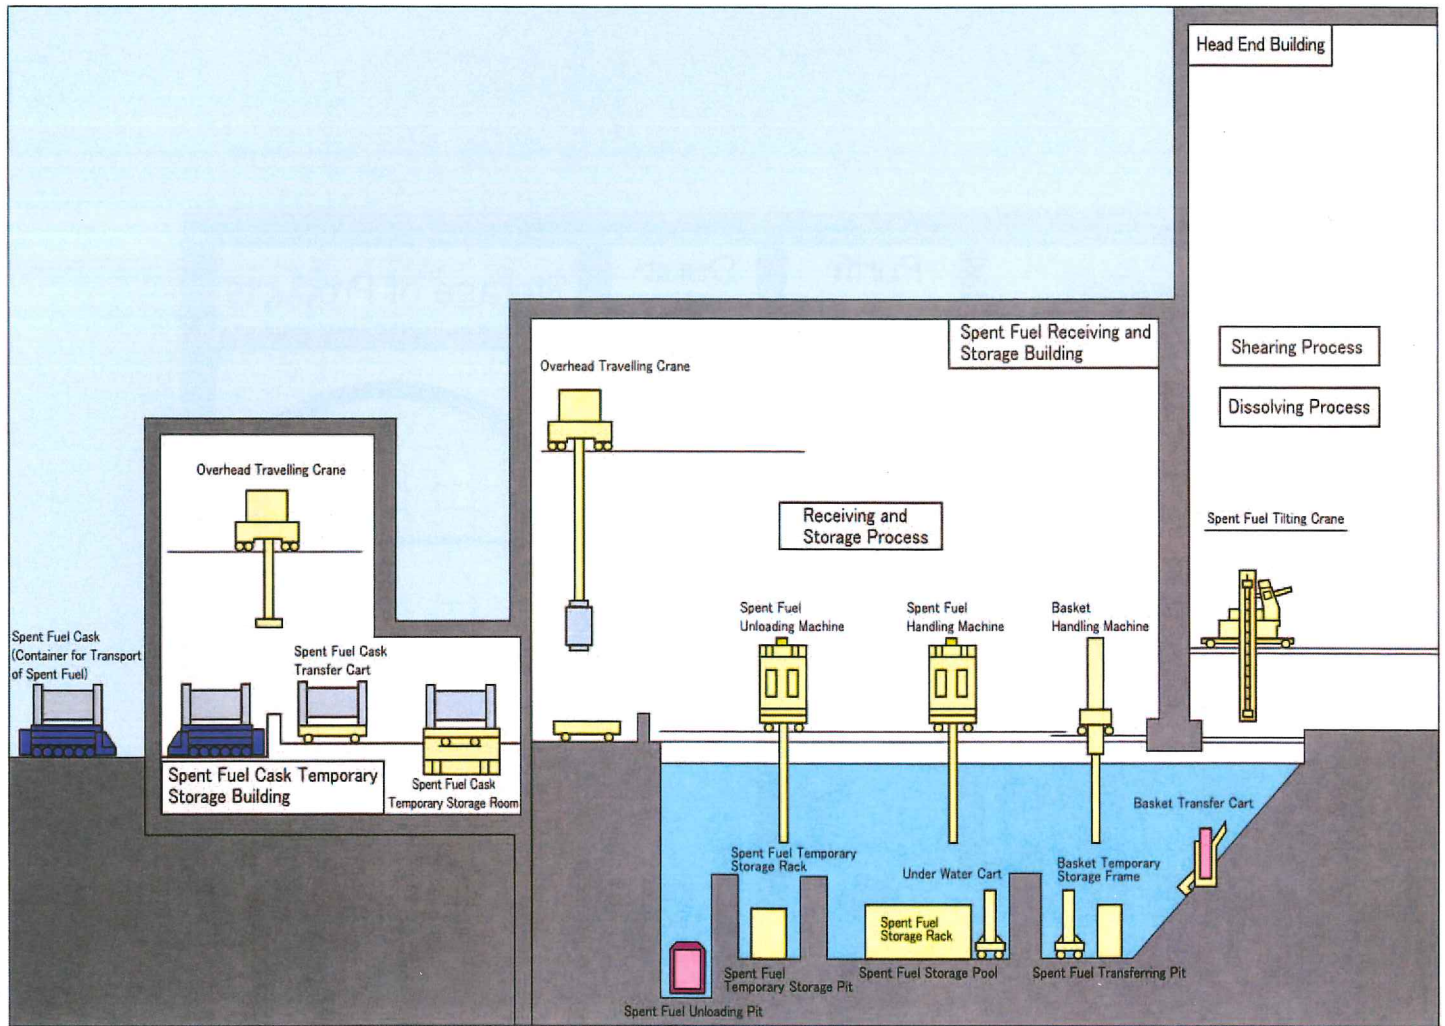 Head End Building
Spent Fuel Receiving and
Storage Building
Shearing Process
Dissolving Process
Overhead Travelling Crane
Overhead Travelling Crane
Receiving and
Storage Process
Spent Fuel Tilting Crane
Spent Fuel
Unloading Machine
Spent Fuel
Handling Machine
Basket
Handling Machine
Spent Fuel Cask
(Container for Transport
of Spent Fuel)
Spent Fuel Cask
Transfer Cart
Spent Fuel Cask Temporary
Storage Building
Spent Fuel Cask
Temporary Storage Room
Basket Transfer Cart
Spent Fuel Temporary
Storage Rack
Under Water Cart
Basket Temporary
Storage Frame
Spent Fuel
Storage Rack
Spent Fuel
Temporary Storage Pit
Spent Fuel Storage Pool
Spent Fuel Transferring Pit
Spent Fuel Unloading Pit